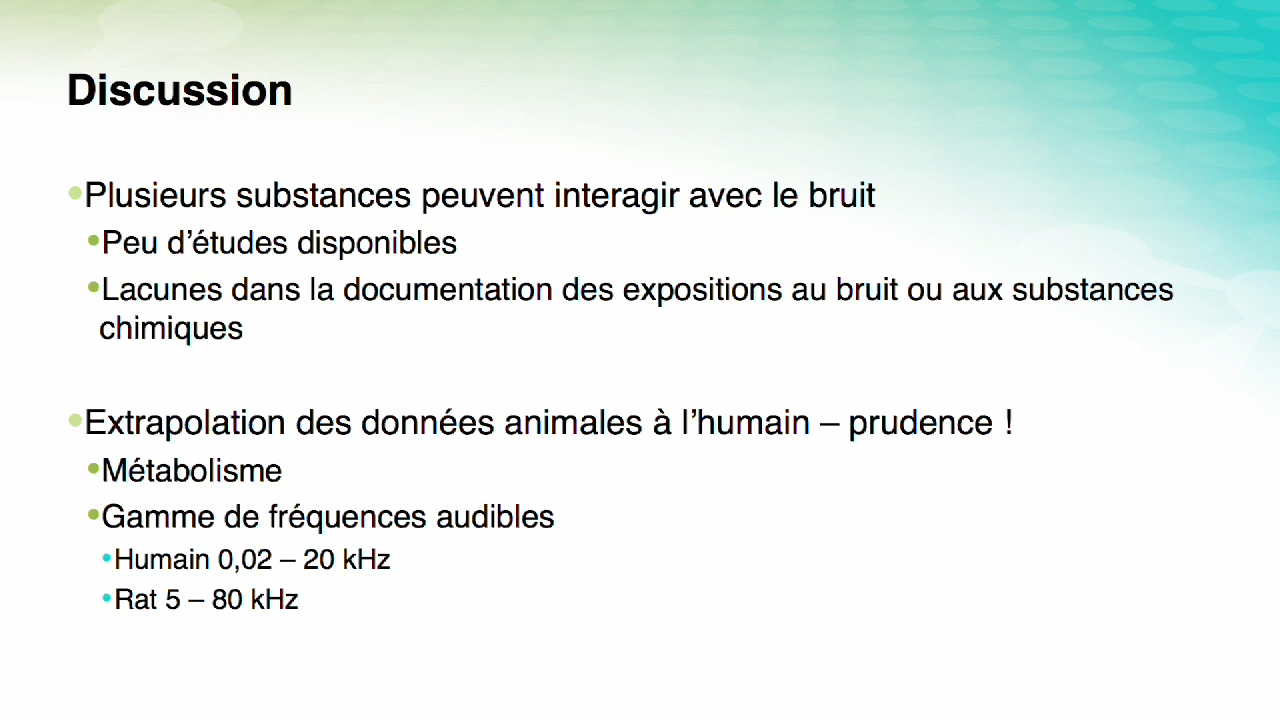 Discussion
•Plusieurs substances peuvent interagir avec le bruit
•Peu d’études disponibles
•Lacunes dans la documentation des expositions au bruit ou aux substances
chimiques
•Extrapolation des données animales à l’humain – prudence !
•Métabolisme
•Gamme de fréquences audibles
•Humain 0,02 – 20 kHz
•Rat 5 – 80 kHz